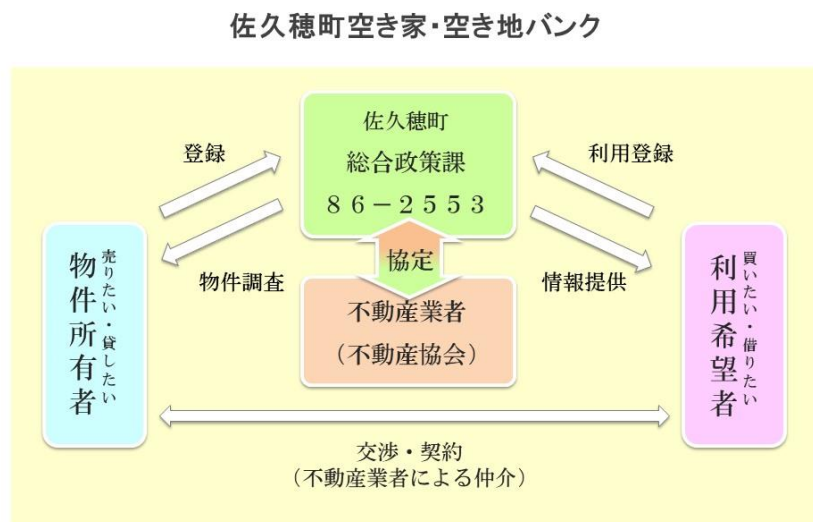 佐久穂町空き家・空き地バンク
佐久穂町
総合政策課
86-2553
登録
利用登録
物件調査
協定
情報提供
不動産業者
(不動産協会)
売りたい・貸したい
物件所有者
買いたい・借りたい
利用希望者
交渉・契約
(不動産業者による仲介)